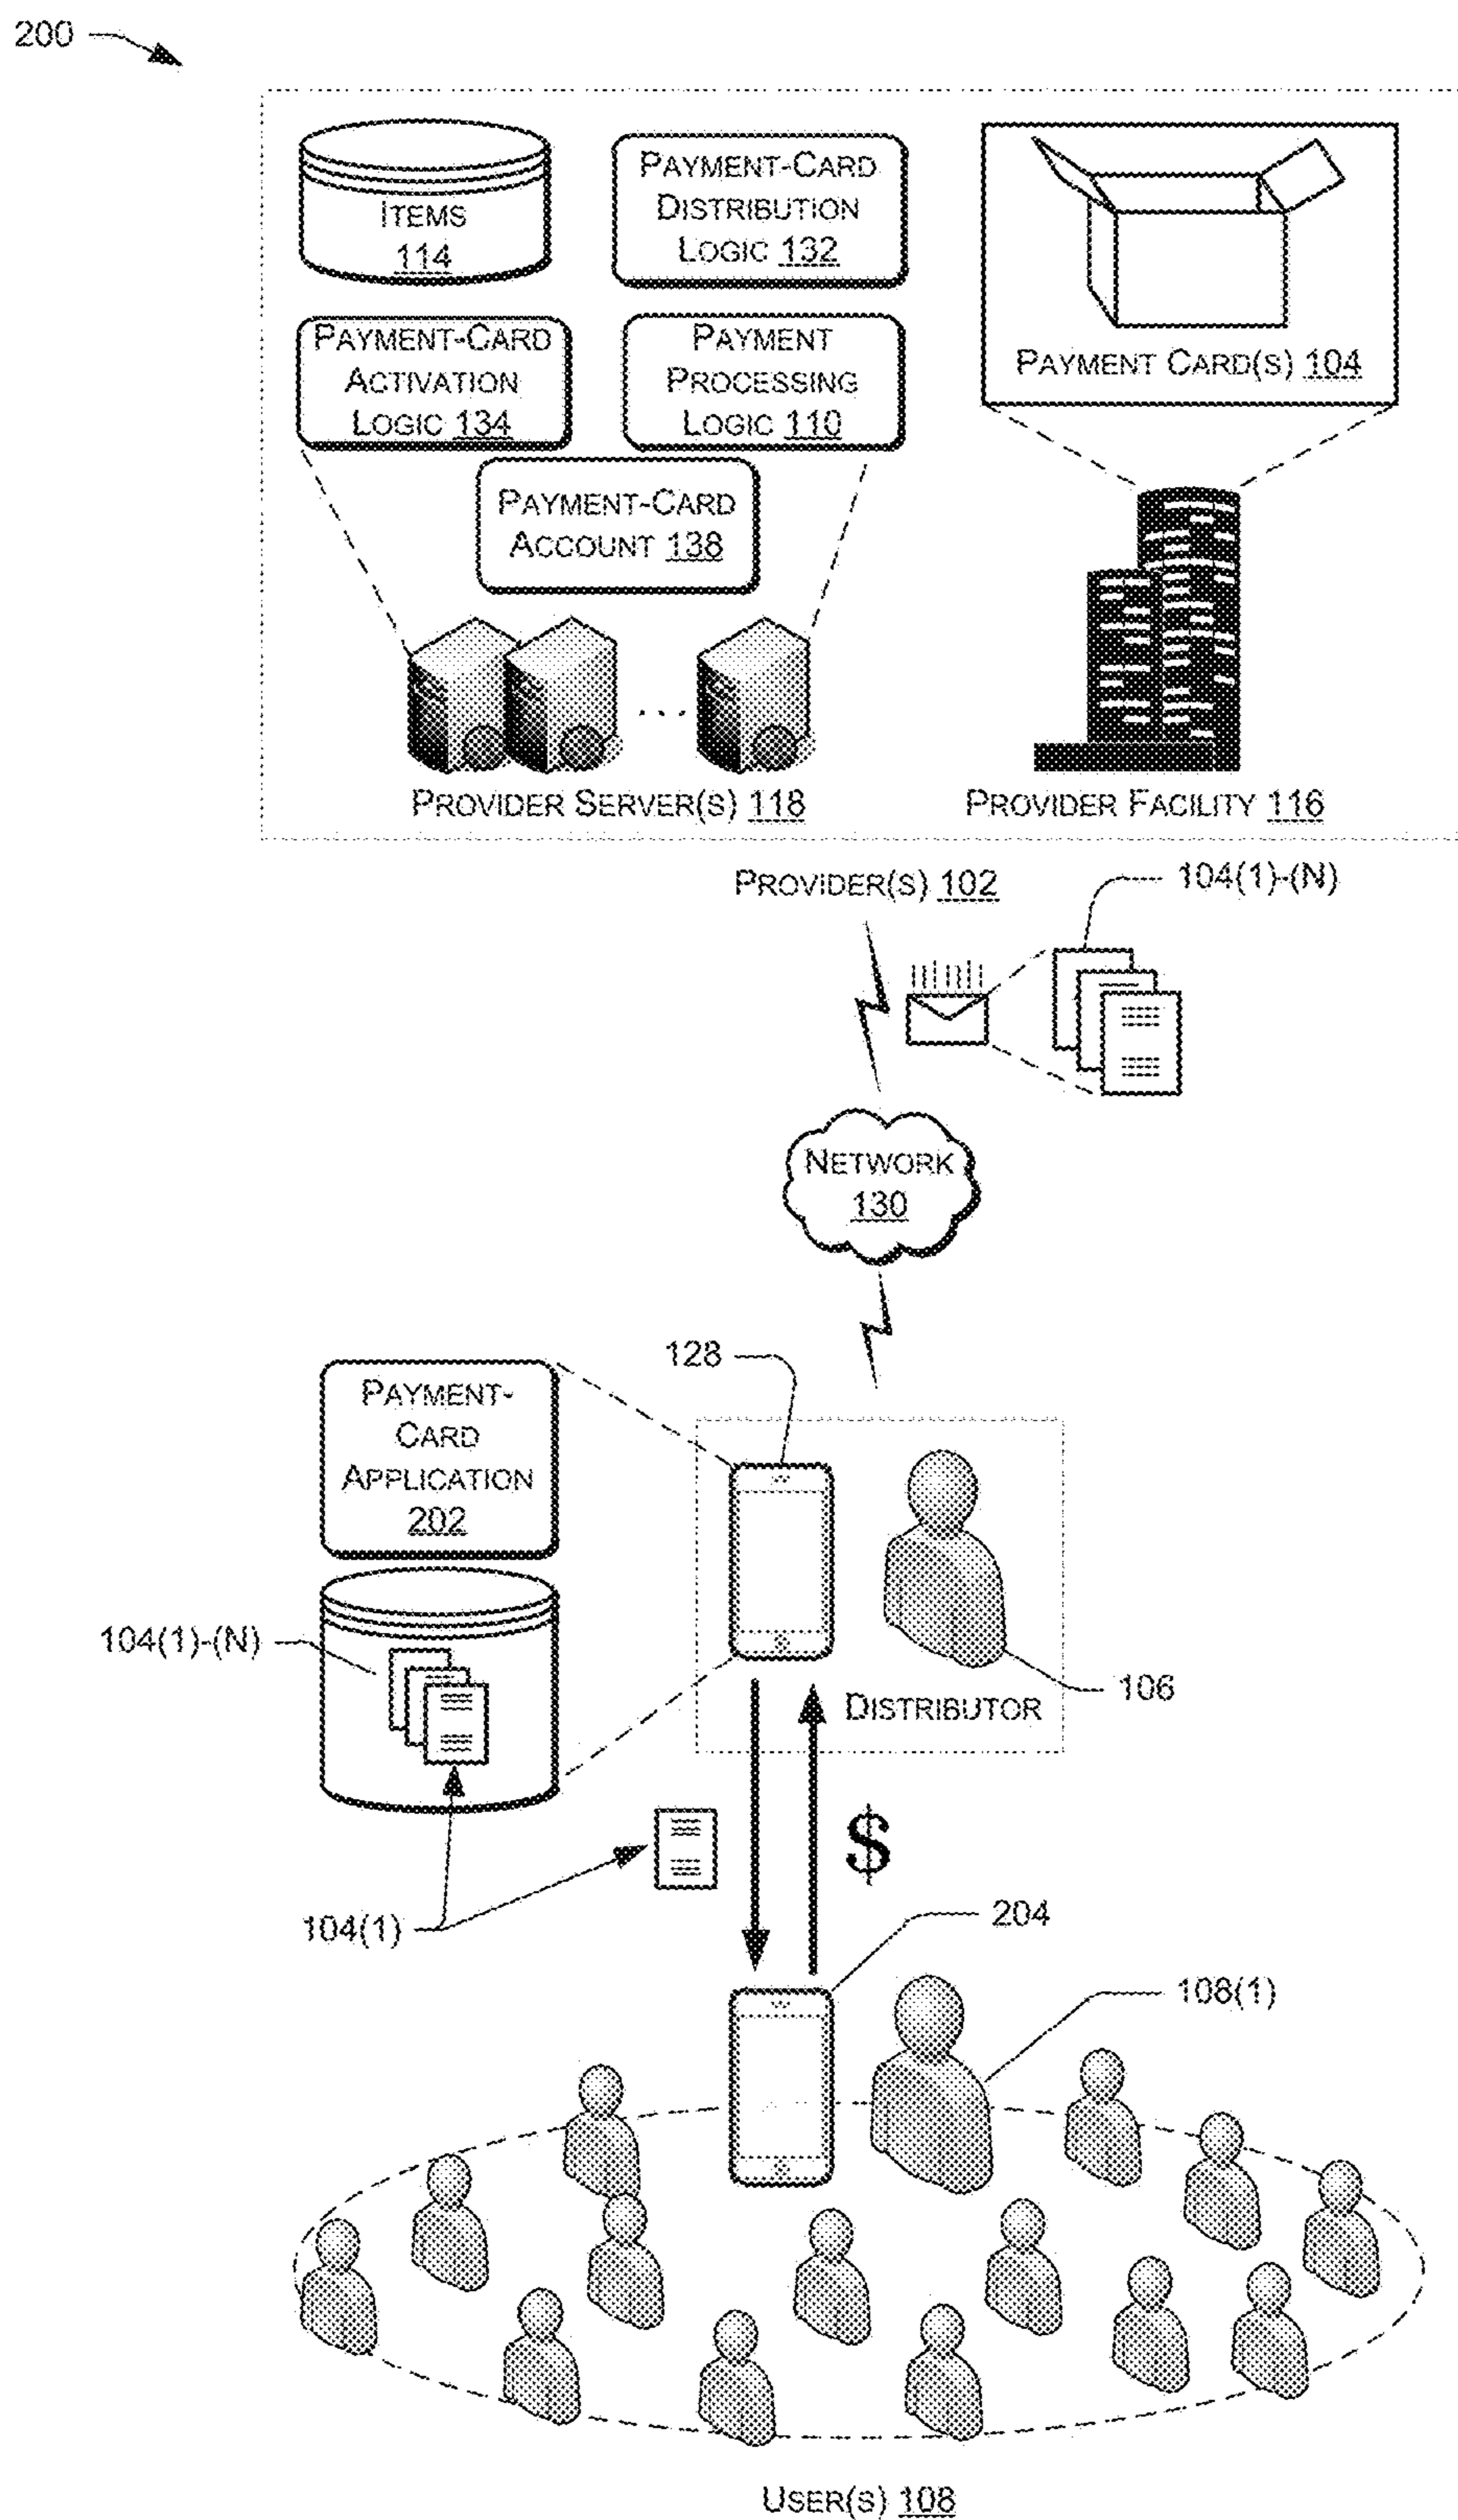 200
ITEMS
114
PAYMENT-CARD
DISTRIBUTION
LOGIC 132
PAYMENT CARD(S) 104
PAYMENT-CARD
ACTIVATION
LOGIC 134
PAYMENT
PROCESSING
LOGIC 110
PAYMENT-CARD
ACCOUNT 138
...
PROVIDER SERVER(S) 118
PROVIDER FACILITY 116
PROVIDER(S) 102
104(1)-(N)
NETWORK
130
128
PAYMENT-
CARD
APPLICATION
202
104(1)-(N)
106
DISTRIBUTOR
$
104(1)
204
108(1)
USER(S) 108